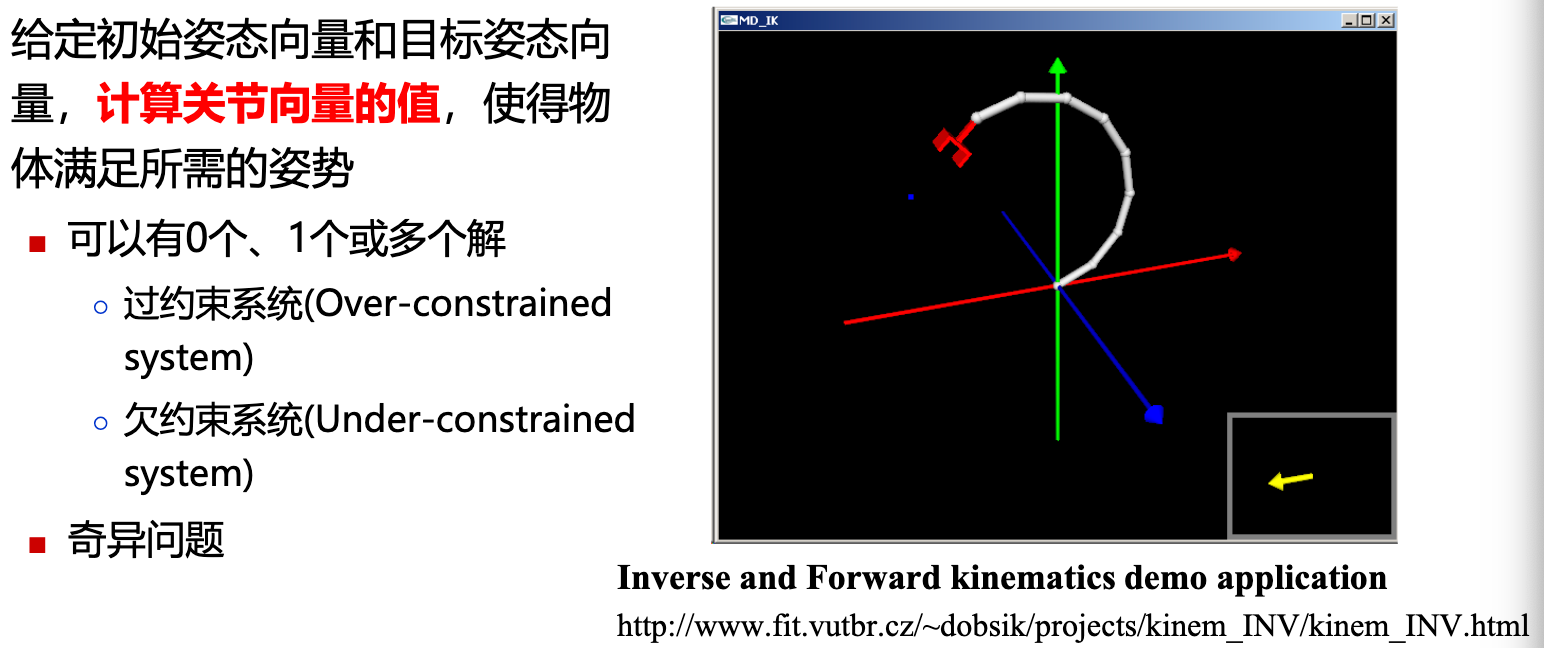 给定初始姿态向量和目标姿态向
量，计算关节向量的值，使得物
体满足所需的姿势
可以有0个、1个或多个解
过约束系统(Over-constrained
system)
欠约束系统(Under-constrained
system)
奇异问题
MD_IK
Inverse and Forward kinematics demo application
http://www.fit.vutbr.cz/~dobsik/projects/kinem_INV/kinem_INV.html